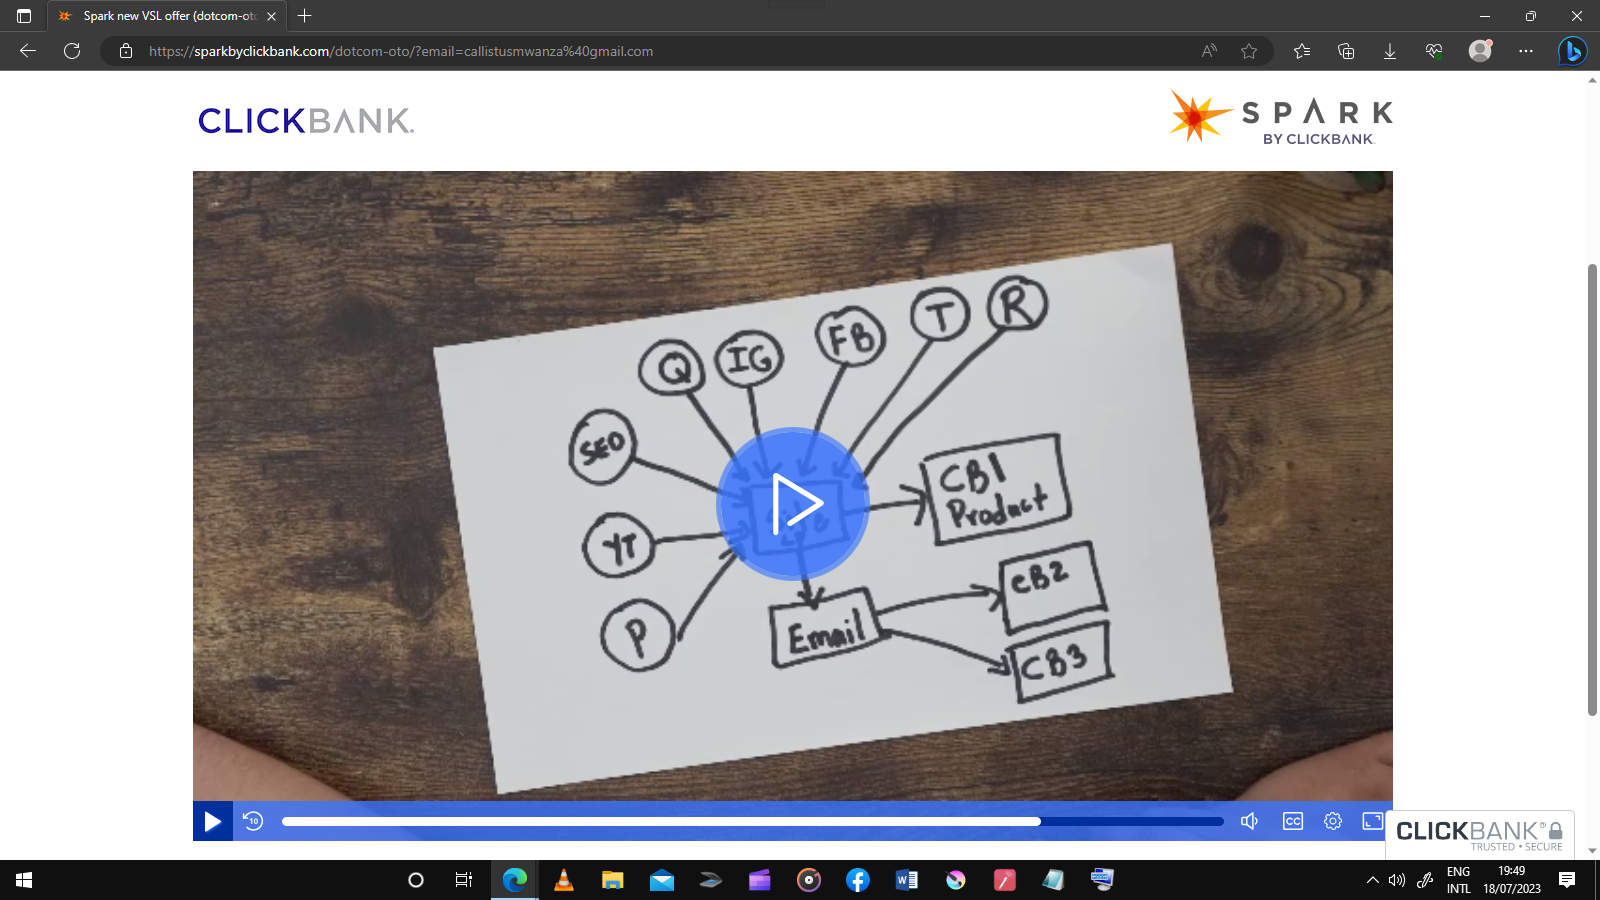 Spark new VSL offer (dotcom-oto
https://sparkbyclickbank.com/dotcom-oto/?email=callistusmwanza%40gmail.com
CLICKBANK.
SPARK
BY CLICKBANK
Q
IG
FB
T
R
SEO
YT
P
CB1
Product
Email
CB2
CB3
10
CC
CLICKBANK®
TRUSTED • SECURE
ENG
INTL
19:49
18/07/2023